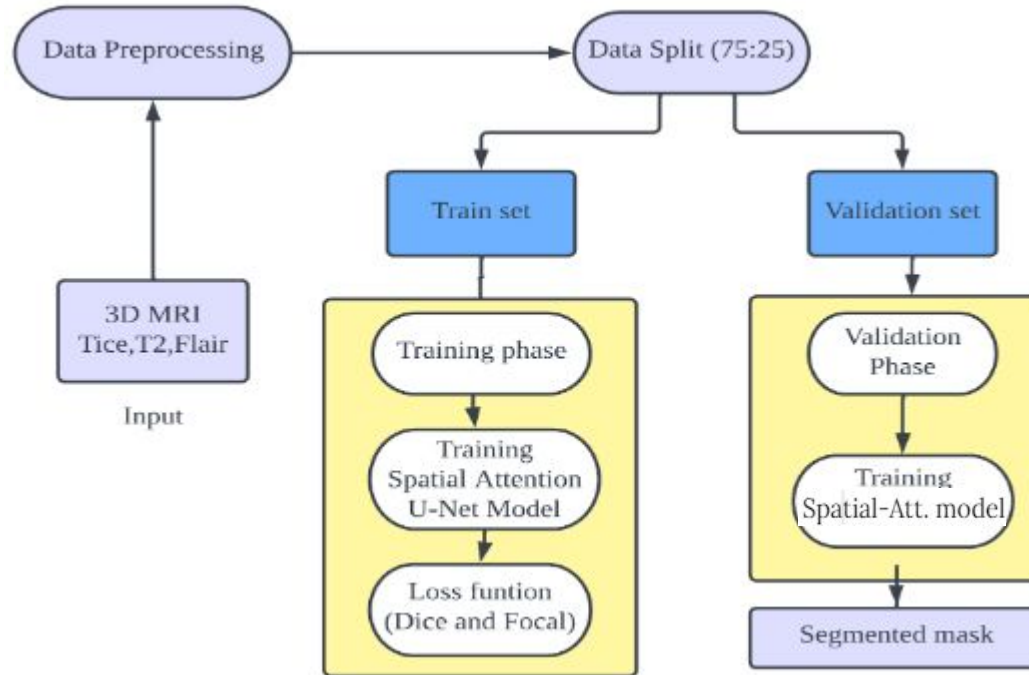 Data Preprocessing
Data Split (75:25)
Train set
Validation set
3D MRI
Tice,T2,Flair
Input
Training phase
Training
Spatial Attention
U-Net Model
Loss funtion
(Dice and Focal)
Validation
Phase
Training
Spatial-Att. model
Segmented mask